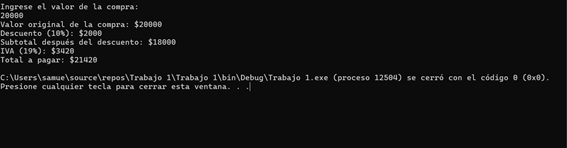 Ingrese el valor de la compra:
20000
Valor original de la compra: $20000
Descuento (10%): $2000
Subtotal después del descuento: $18000
IVA (19%): $3420
Total a pagar: $21420
C:\Users\samue\source\repos\Trabajo 1\Trabajo 1\bin\Debug\Trabajo 1.exe (proceso 12504) se cerró con el código 0 (0x0).
Presione cualquier tecla para cerrar esta ventana. . .